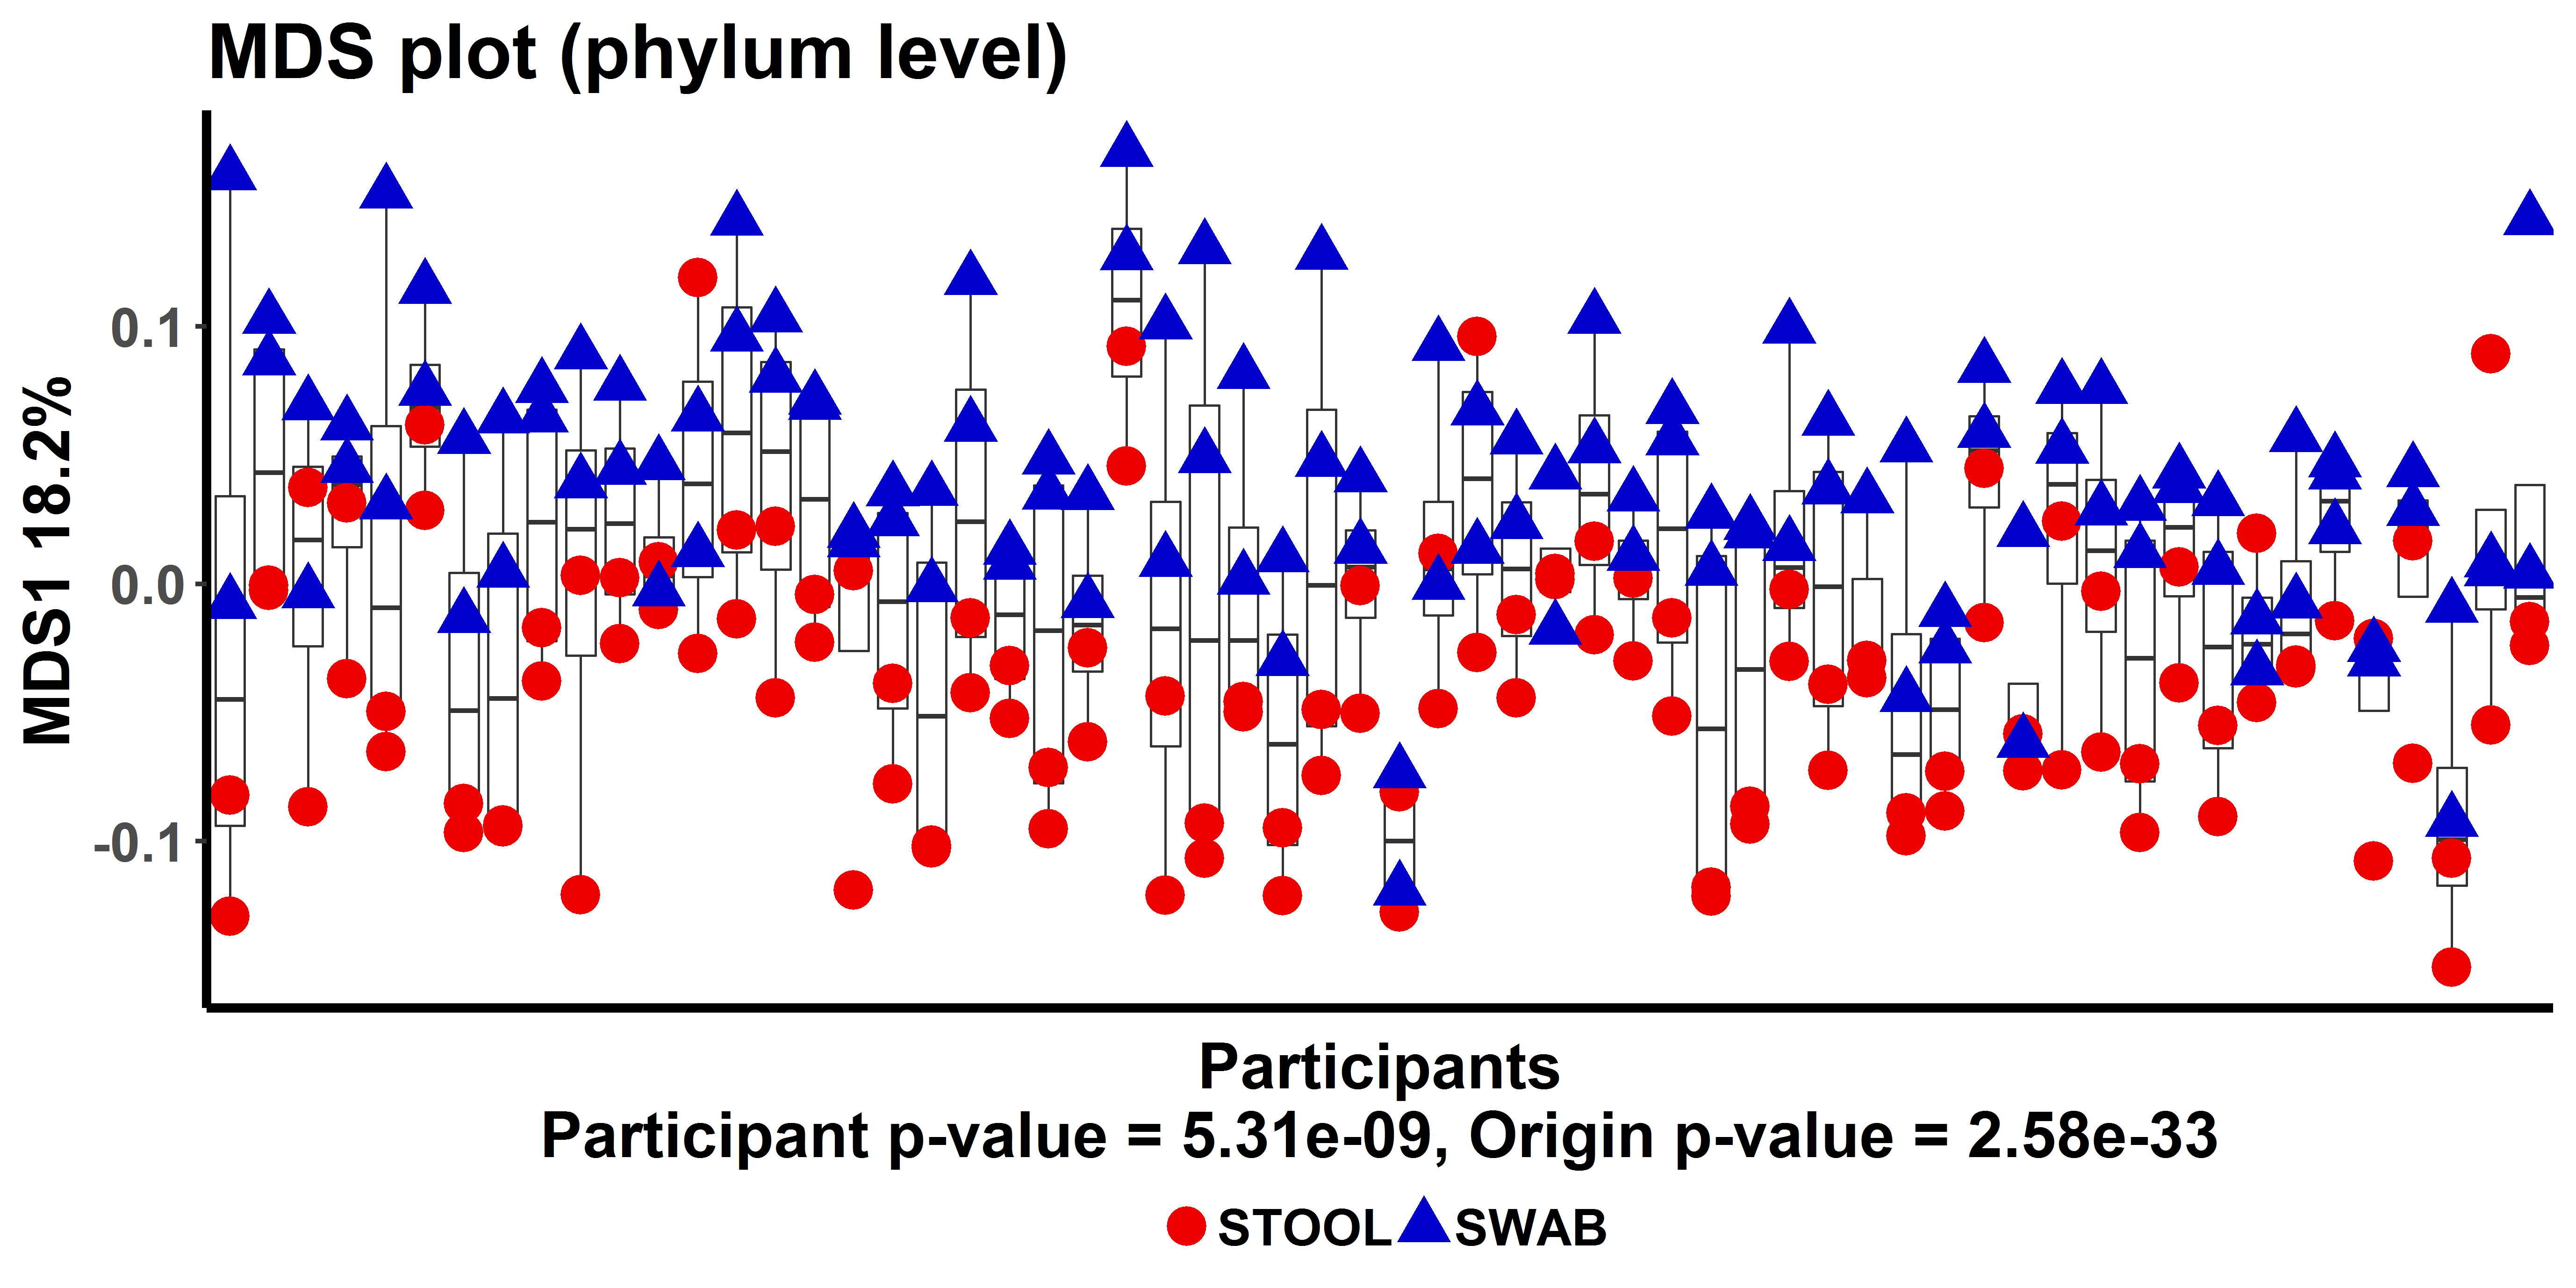 MDS plot (phylum level)
MDS1 18.2%
0.1
0.0
-0.1
Participants
Participant p-value = 5.31e-09, Origin p-value = 2.58e-33
STOOL SWAB